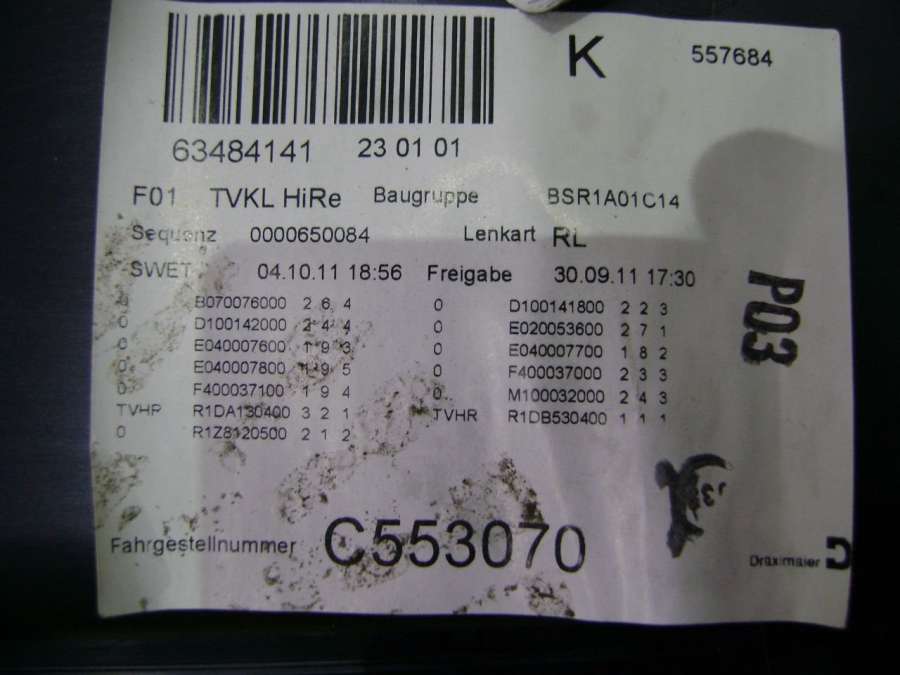 K 557684
63484141 23 01 01
F01 TVKL HiRe Baugruppe BSR1A01C14
Sequenz 0000650084 Lenkart RL
SWET 04.10.11 18:56 Freigabe 30.09.11 17:30
0 B070076000 2 6 4 0 D100141800 2 2 3
0 D100142000 2 4 4 0 E020053600 2 7 1
0 E040007600 1 9 3 0 E040007700 1 8 2
0 E040007800 1 9 5 0 F400037000 2 3 3
0 F400037100 1 9 4 0 M100032000 2 4 3
TVHR R1DA130400 3 2 1 TVHR R1DB530400 1 1 1
0 R1Z8120500 2 1 2
P03
Fahrgestellnummer C553070
Dräxlmaier